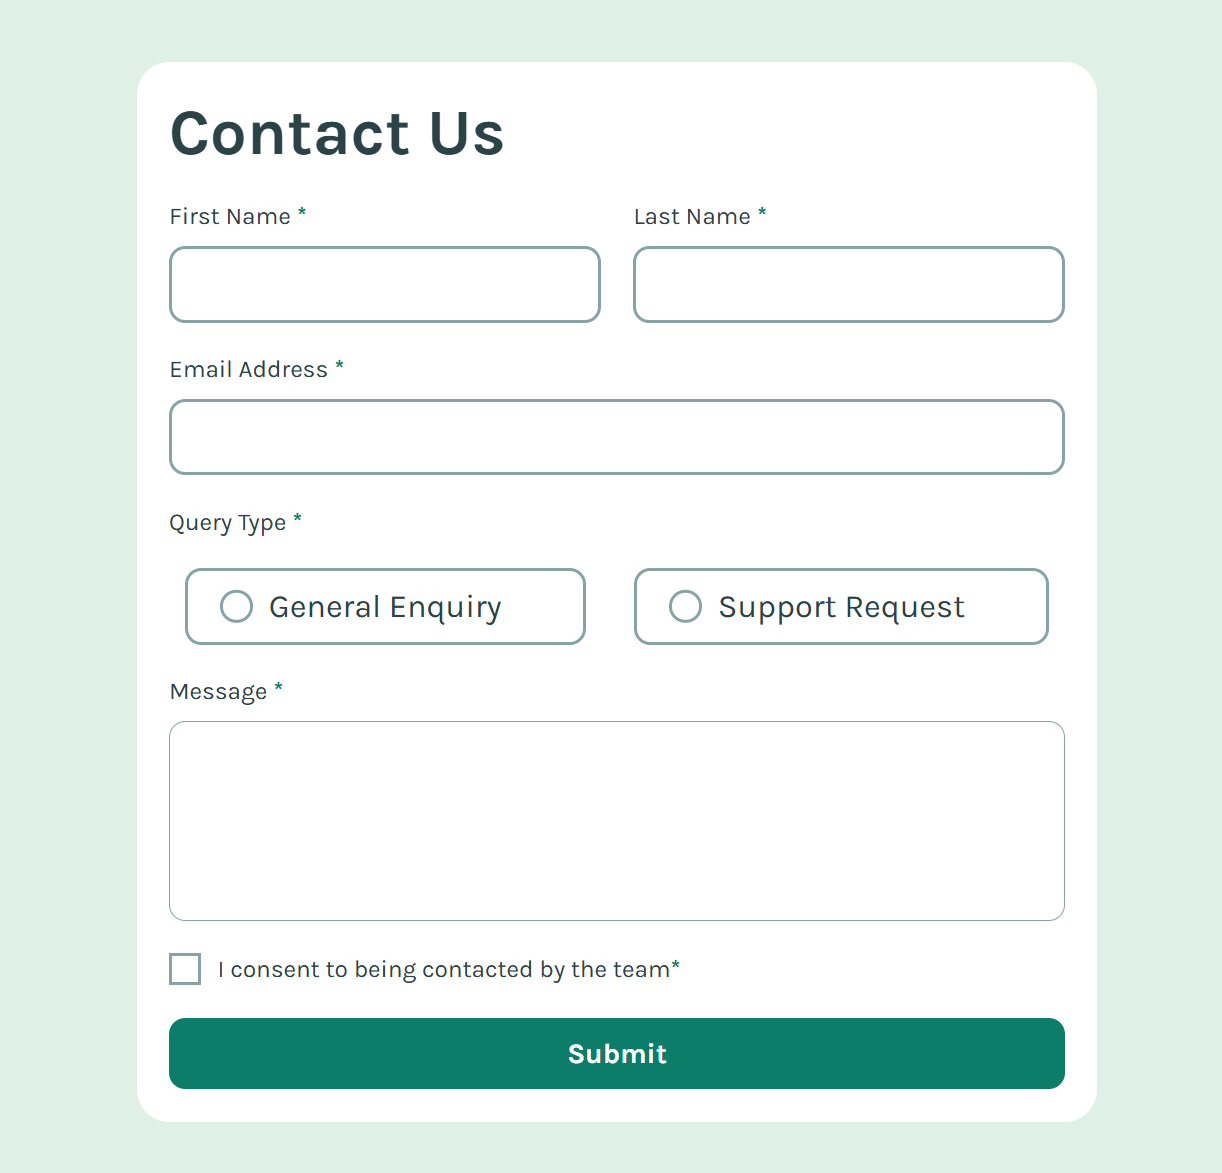 Contact Us
First Name *
Last Name *
Email Address *
Query Type *
General Enquiry
Support Request
Message *
I consent to being contacted by the team*
Submit